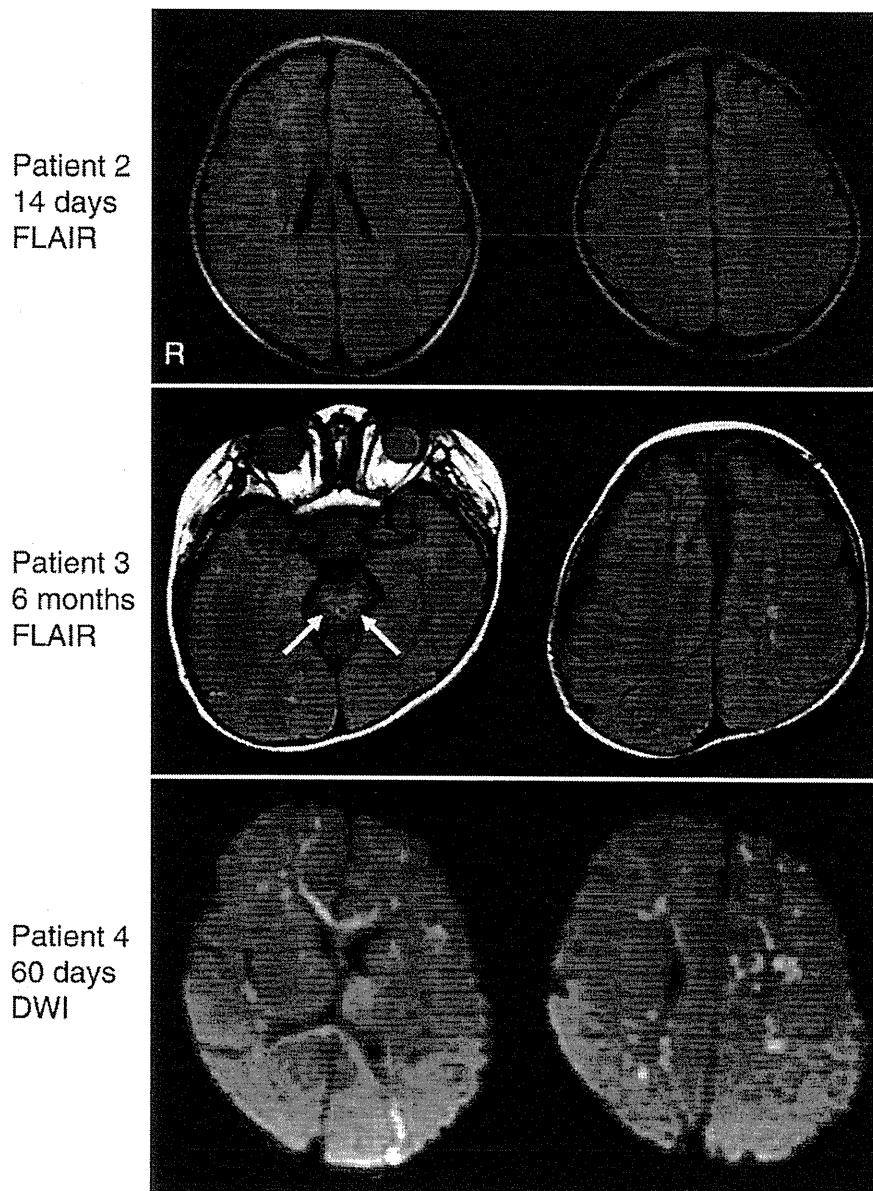 Patient 2
14 days
FLAIR
R
Patient 3
6 months
FLAIR
Patient 4
60 days
DWI